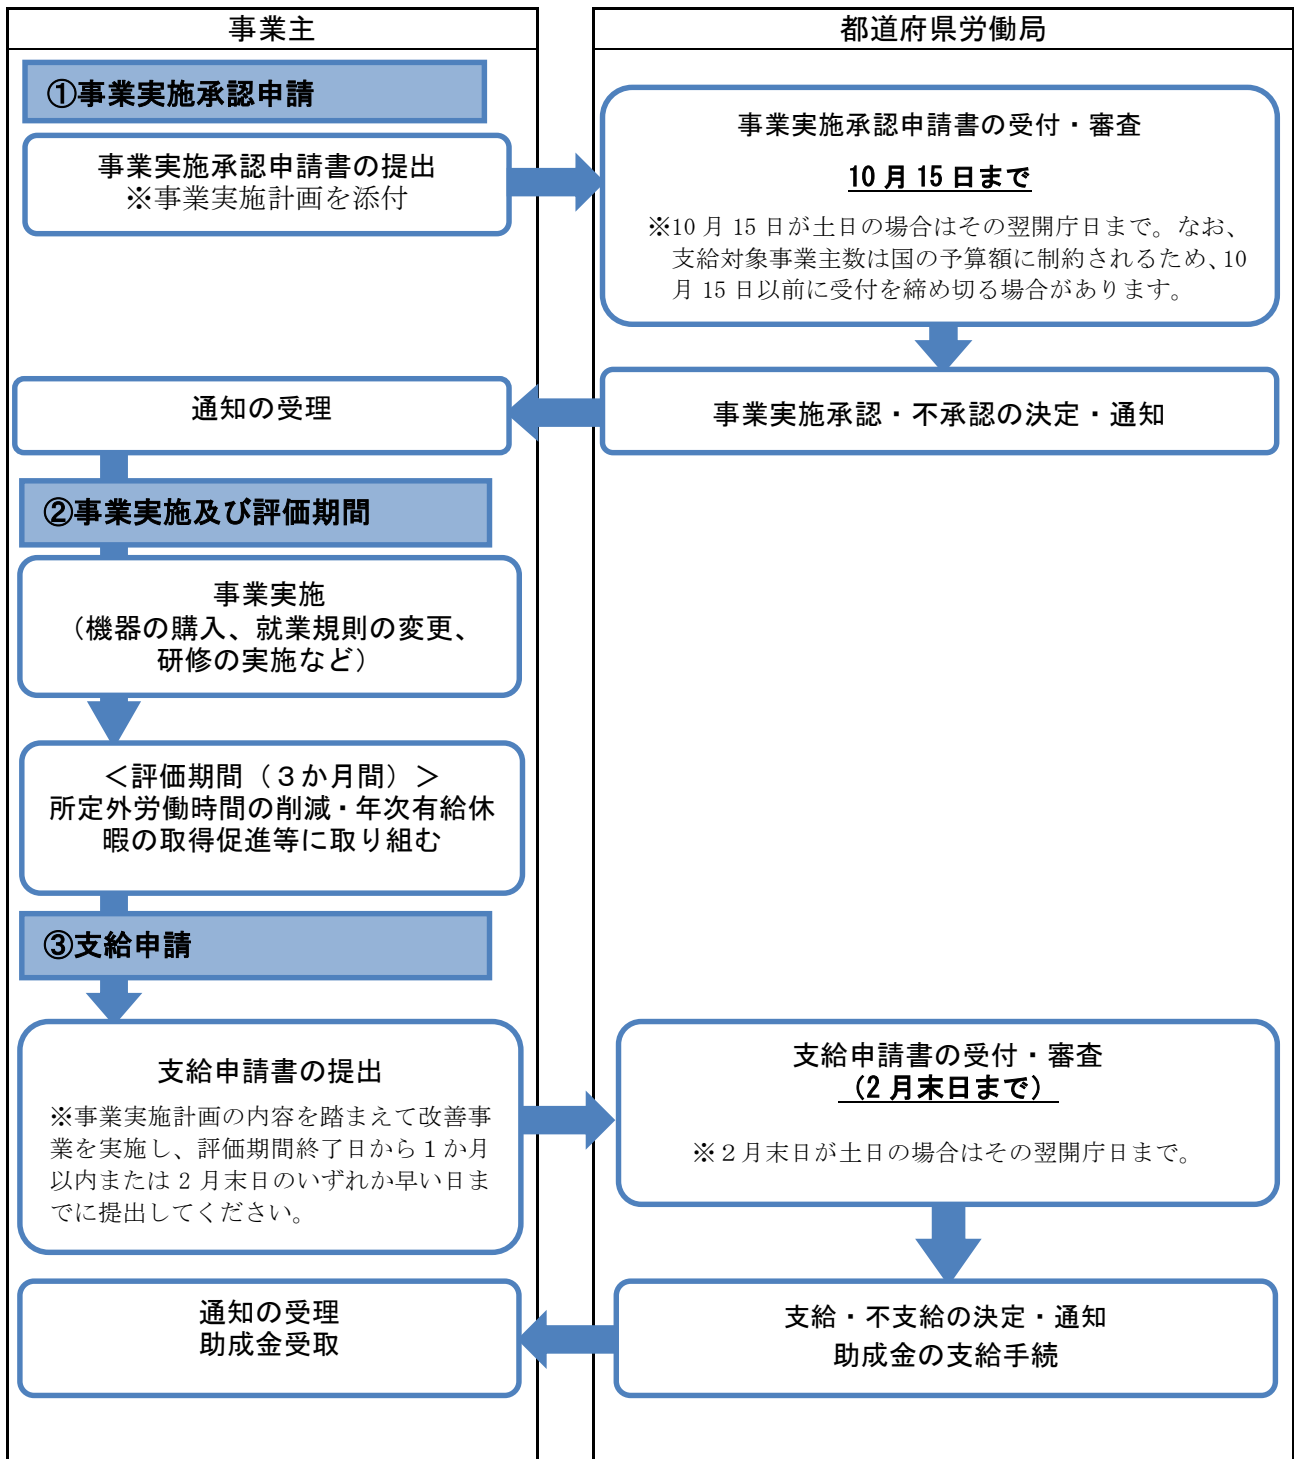 事業主
都道府県労働局
①事業実施承認申請
事業実施承認申請書の提出
※事業実施計画を添付
事業実施承認申請書の受付・審査
10 月 15 日まで
※10 月 15 日が土日の場合はその翌開庁日まで。なお、
支給対象事業主数は国の予算額に制約されるため、10
月 15 日以前に受付を締め切る場合があります。
通知の受理
事業実施承認・不承認の決定・通知
②事業実施及び評価期間
事業実施
（機器の購入、就業規則の変更、
研修の実施など）
＜評価期間（３か月間）＞
所定外労働時間の削減・年次有給休
暇の取得促進等に取り組む
③支給申請
支給申請書の提出
※事業実施計画の内容を踏まえて改善事
業を実施し、評価期間終了日から１か月
以内または 2 月末日のいずれか早い日ま
でに提出してください。
支給申請書の受付・審査
（2 月末日まで）
※２月末日が土日の場合はその翌開庁日まで。
通知の受理
助成金受取
支給・不支給の決定・通知
助成金の支給手続